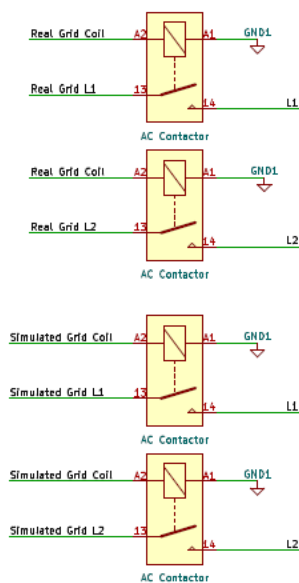 GND1
Real Grid Coil A2 A1
Real Grid L1 13
14 L1
AC Contactor
Real Grid Coil A2 A1 GND1
Real Grid L2 13
14 L2
AC Contactor
Simulated Grid Coil A2 A1 GND1
Simulated Grid L1 13
14 L1
AC Contactor
Simulated Grid Coil A2 A1 GND1
Simulated Grid L2 13
14 L2
AC Contactor